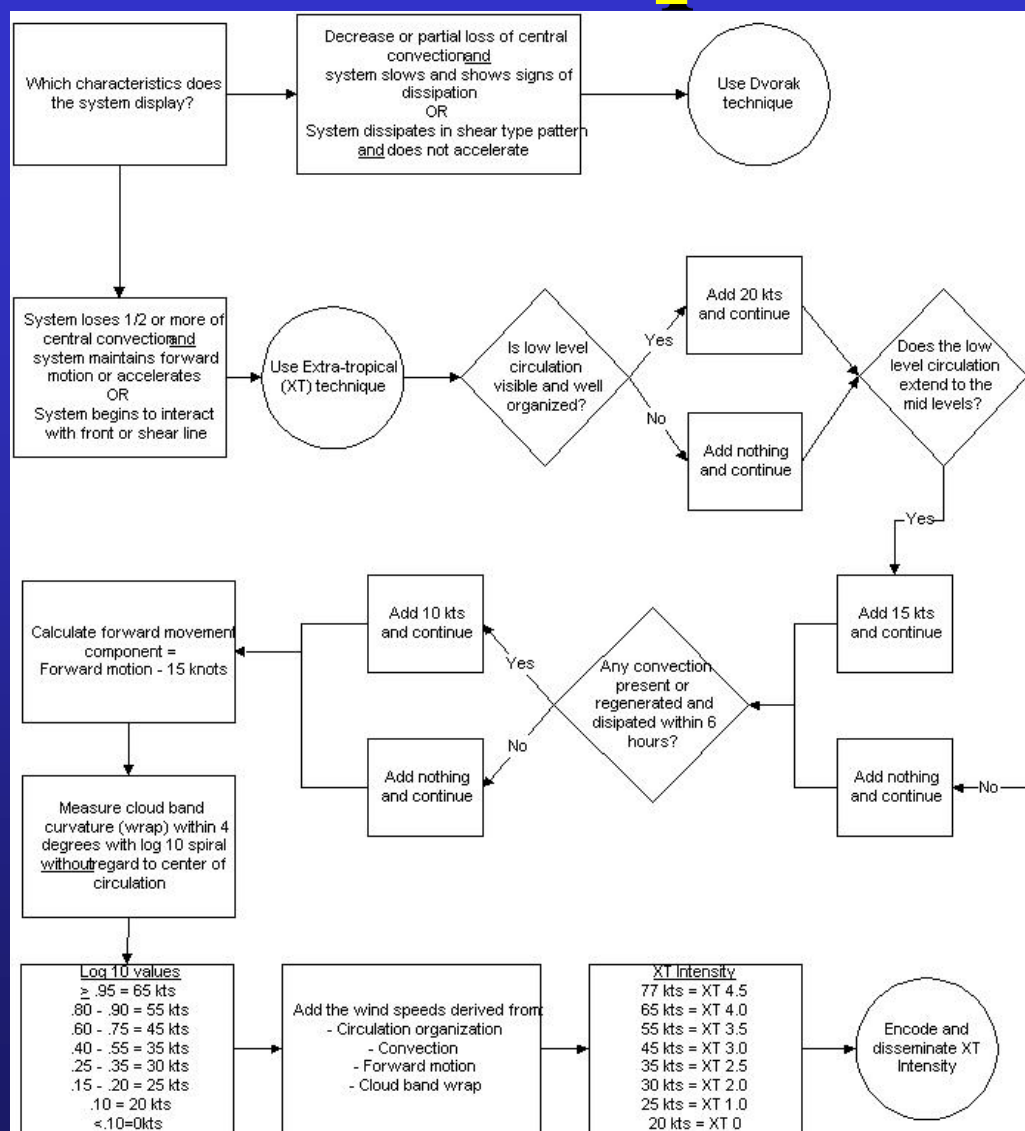 Which characteristics does
the system display?
Decrease or partial loss of central
convection and
system slows and shows signs of
dissipation
OR
System dissipates in shear type pattern
and does not accelerate
Use Dvorak
technique
System loses 1/2 or more of
central convection and
system maintains forward
motion or accelerates
OR
System begins to interact
with front or shear line
Use Extra-tropical
(XT) technique
Is low level
circulation
visible and well
organized?
Yes
No
Add 20 kts
and continue
Add nothing
and continue
Does the low
level circulation
extend to the
mid levels?
Yes
Add 15 kts
and continue
No
Add nothing
and continue
Any convection
present or
regenerated and
disipated within 6
hours?
Yes
No
Add 10 kts
and continue
Add nothing
and continue
Calculate forward movement
component =
Forward motion - 15 knots
Measure cloud band
curvature (wrap) within 4
degrees with log 10 spiral
without regard to center of
circulation
Log 10 values
≥ .95 = 65 kts
.80 - .90 = 55 kts
.60 - .75 = 45 kts
.40 - .55 = 35 kts
.25 - .35 = 30 kts
.15 - .20 = 25 kts
.10 = 20 kts
<.10=0kts
Add the wind speeds derived from:
- Circulation organization
- Convection
- Forward motion
- Cloud band wrap
XT Intensity
77 kts = XT 4.5
65 kts = XT 4.0
55 kts = XT 3.5
45 kts = XT 3.0
35 kts = XT 2.5
30 kts = XT 2.0
25 kts = XT 1.0
20 kts = XT 0
Encode and
disseminate XT
Intensity